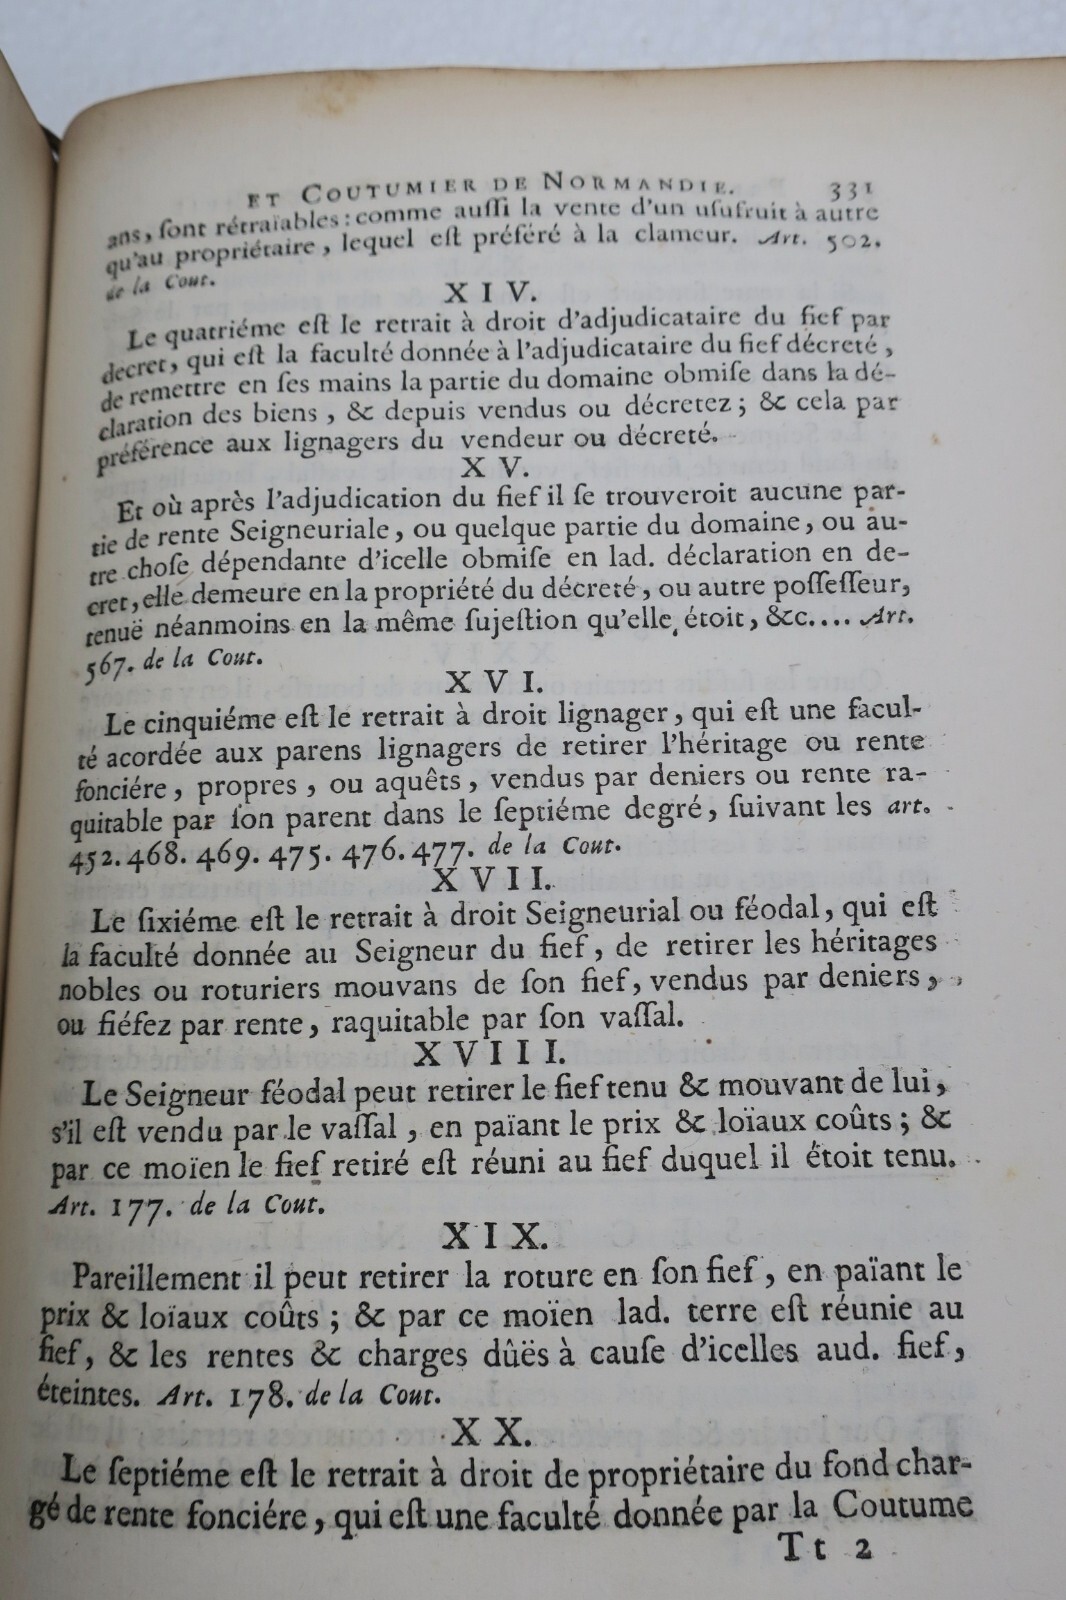 ET COUTUMIER DE NORMANDIE. 331
ans, ſont rétraïables : comme auſſi la vente d'un uſufruit à autre
qu'au propriétaire, lequel eſt préféré à la clameur. Art. 502.
de la Cout.
XIV.
Le quatriéme eſt le retrait à droit d'adjudicataire du fief par
decret, qui eſt la faculté donnée à l'adjudicataire du fief décreté,
de remettre en ſes mains la partie du domaine obmiſe dans la dé-
claration des biens, & depuis vendus ou décretez ; & cela par
préférence aux lignagers du vendeur ou décreté.
XV.
Et où après l'adjudication du fief il ſe trouveroit aucune par-
tie de rente Seigneuriale, ou quelque partie du domaine, ou au-
tre choſe dépendante d'icelle obmiſe en lad. déclaration en de-
cret, elle demeure en la propriété du décreté, ou autre poſſeſſeur,
tenuë néanmoins en la même ſujeſtion qu'elle étoit, &c.... Art.
567. de la Cout.
XVI.
Le cinquiéme eſt le retrait à droit lignager, qui eſt une facul-
té acordée aux parens lignagers de retirer l'héritage ou rente
fonciére, propres, ou aquêts, vendus par deniers ou rente ra-
quitable par ſon parent dans le ſeptiéme degré, ſuivant les art.
452. 468. 469. 475. 476. 477. de la Cout.
XVII.
Le ſixiéme eſt le retrait à droit Seigneurial ou féodal, qui eſt
la faculté donnée au Seigneur du fief, de retirer les héritages
nobles ou roturiers mouvans de ſon fief, vendus par deniers,
ou fiéfez par rente, raquitable par ſon vaſſal.
XVIII.
Le Seigneur féodal peut retirer le fief tenu & mouvant de lui,
s'il eſt vendu par le vaſſal, en païant le prix & loïaux coûts ; &
par ce moïen le fief retiré eſt réuni au fief duquel il étoit tenu.
Art. 177. de la Cout.
XIX.
Pareillement il peut retirer la roture en ſon fief, en païant le
prix & loïaux coûts ; & par ce moïen lad. terre eſt réunie au
fief, & les rentes & charges dûës à cauſe d'icelles aud. fief,
éteintes. Art. 178. de la Cout.
XX.
Le ſeptiéme eſt le retrait à droit de propriétaire du fond char-
gé de rente fonciére, qui eſt une faculté donnée par la Coutume
Tt 2